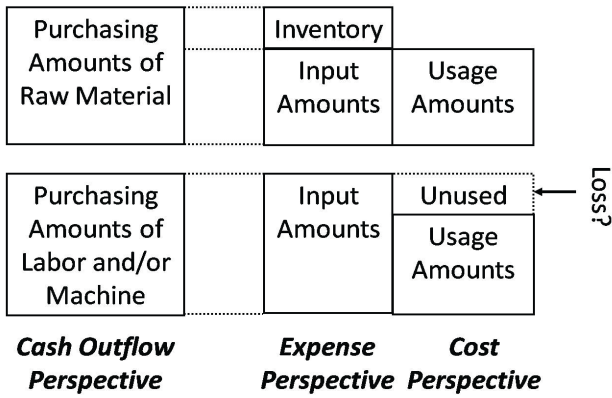 Purchasing
Amounts of
Raw Material
Inventory
Input
Amounts
Usage
Amounts
Purchasing
Amounts of
Labor and/or
Machine
Input
Amounts
Unused
Usage
Amounts
Loss?
Cash Outflow
Perspective
Expense
Perspective
Cost
Perspective